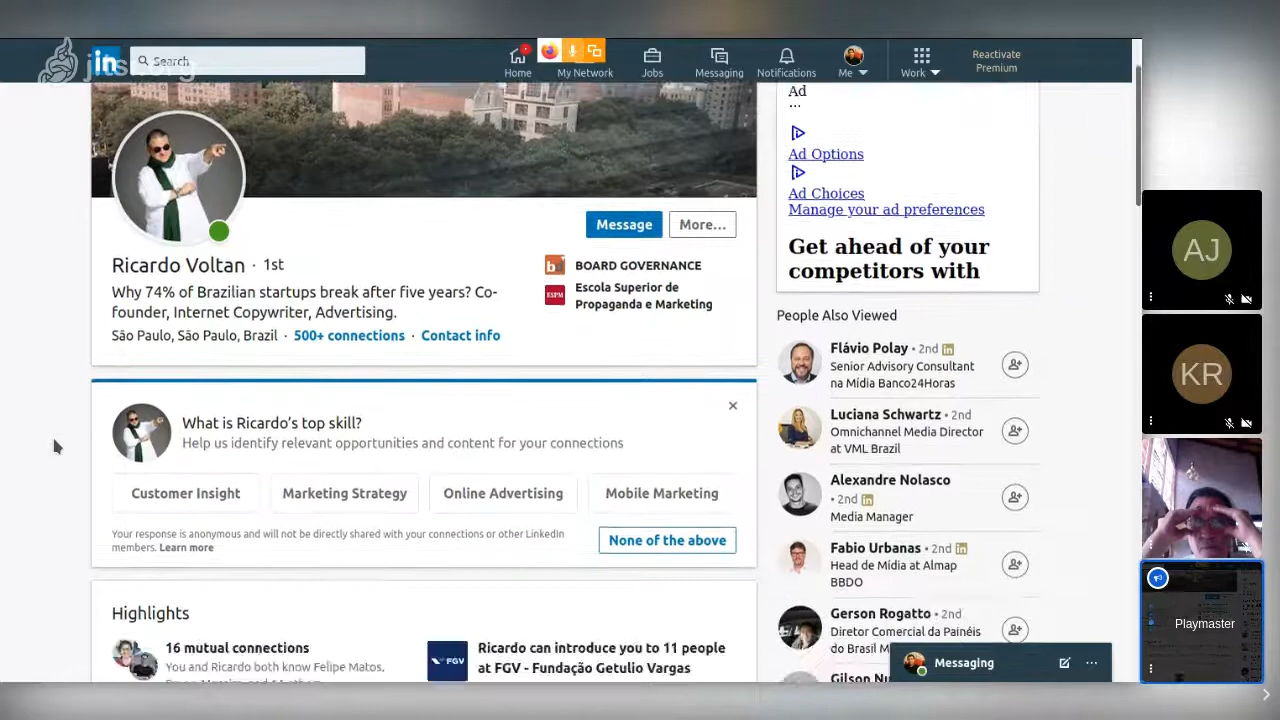 in
Search
jitsi.org
Home
My Network
Jobs
Messaging
Notifications
Me
Work
Reactivate
Premium
Ricardo Voltan · 1st
Why 74% of Brazilian startups break after five years? Co-
founder, Internet Copywriter, Advertising.
São Paulo, São Paulo, Brazil · 500+ connections · Contact info
Message
More...
BOARD GOVERNANCE
ESPM
Escola Superior de
Propaganda e Marketing
What is Ricardo’s top skill?
Help us identify relevant opportunities and content for your connections
Customer Insight
Marketing Strategy
Online Advertising
Mobile Marketing
Your response is anonymous and will not be directly shared with your connections or other LinkedIn
members. Learn more
None of the above
Highlights
16 mutual connections
You and Ricardo both know Felipe Matos,
FGV
Ricardo can introduce you to 11 people
at FGV - Fundação Getulio Vargas
Ad
...
Ad Options
Ad Choices
Manage your ad preferences
Get ahead of your
competitors with
People Also Viewed
Flávio Polay • 2nd in
Senior Advisory Consultant
na Mídia Banco24Horas
Luciana Schwartz • 2nd
Omnichannel Media Director
at VML Brazil
Alexandre Nolasco
• 2nd in
Media Manager
Fabio Urbanas • 2nd in
Head de Mídia at Almap
BBDO
Gerson Rogatto • 2nd
Diretor Comercial da Painéis
do Brasil
Gilson
Messaging
AJ
KR
Playmaster